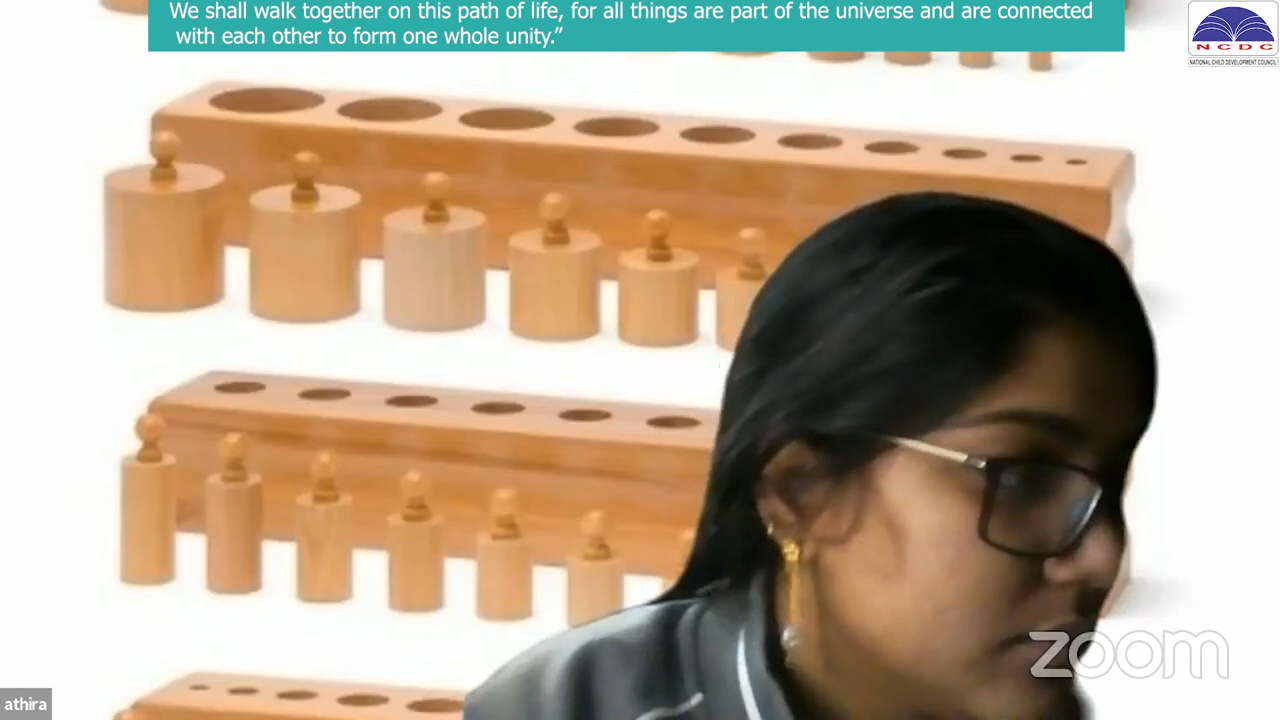 We shall walk together on this path of life, for all things are part of the universe and are connected
with each other to form one whole unity.”
NCDC
NATIONAL CHILD DEVELOPMENT COUNCIL
zoom
athira